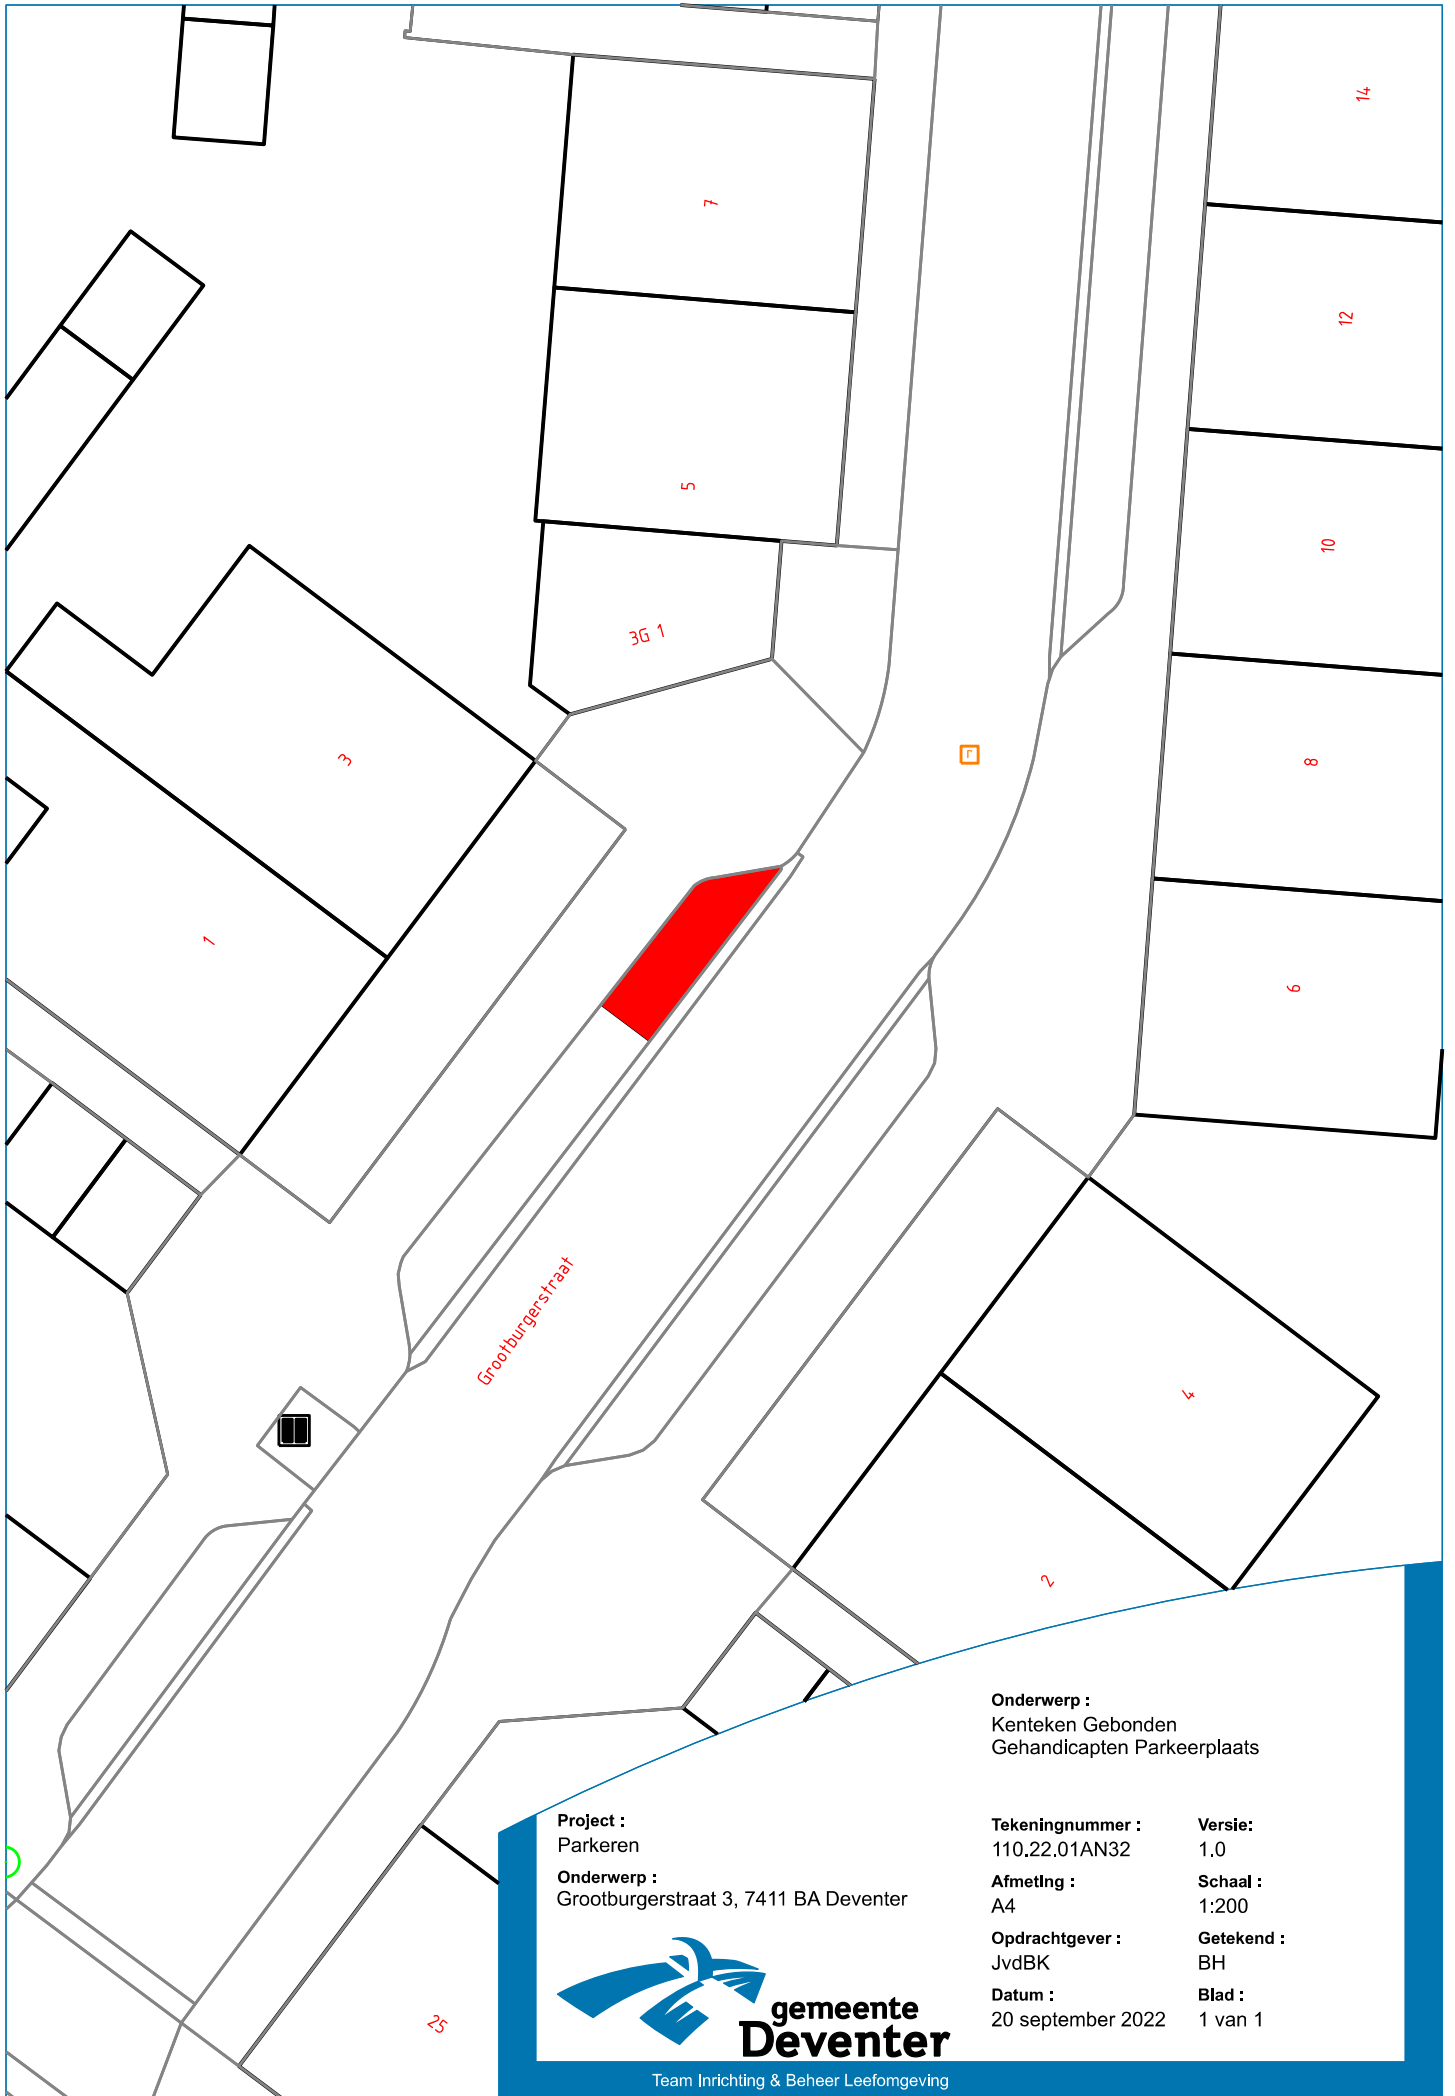 14
7
12
5
10
3G 1
3
8
1
6
Grootburgerstraat
4
2
25
Onderwerp :
Kenteken Gebonden
Gehandicapten Parkeerplaats
Project :
Parkeren
Onderwerp :
Grootburgerstraat 3, 7411 BA Deventer
Tekeningnummer :
110.22.01AN32
Versie:
1.0
Afmeting :
A4
Schaal :
1:200
Opdrachtgever :
JvdBK
Getekend :
BH
Datum :
20 september 2022
Blad :
1 van 1
gemeente
Deventer
Team Inrichting & Beheer Leefomgeving